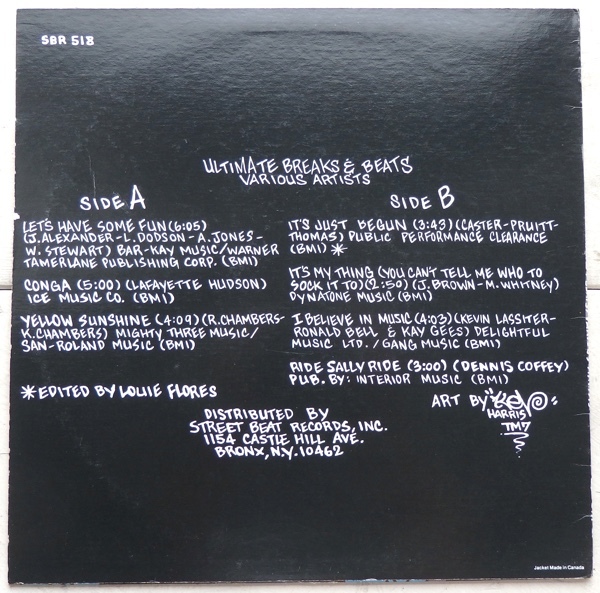 SBR 518
ULTIMATE BREAKS & BEATS
VARIOUS ARTISTS
SIDE A
LET'S HAVE SOME FUN (6:05)
(J. ALEXANDER-L. DODSON-A. JONES-
W. STEWART) BAR-KAY MUSIC/WARNER
TAMERLANE PUBLISHING CORP. (BMI)
CONGA (5:00) (LAFAYETTE HUDSON)
ICE MUSIC CO. (BMI)
YELLOW SUNSHINE (4:09) (R. CHAMBERS-
K. CHAMBERS) MIGHTY THREE MUSIC/
SAN-ROLAND MUSIC (BMI)
*EDITED BY LOUIE FLORES
SIDE B
IT'S JUST BEGUN (3:43) (CASTER-PRUITT-
THOMAS) PUBLIC PERFORMANCE CLEARANCE
(BMI) *
IT'S MY THING (YOU CAN'T TELL ME WHO TO
SOCK IT TO) (2:50) (J. BROWN-M. WHITNEY)
DYNATONE MUSIC (BMI)
I BELIEVE IN MUSIC (4:03) (KEVIN LASSITER-
RONALD BELL & KAY GEES) DELIGHTFUL
MUSIC LTD. / GANG MUSIC (BMI)
RIDE SALLY RIDE (3:00) (DENNIS COFFEY)
PUB. BY: INTERIOR MUSIC (BMI)
ART BY
HARRIS
TM7
DISTRIBUTED BY
STREET BEAT RECORDS, INC.
1154 CASTLE HILL AVE.
BRONX, N.Y. 10462
Jacket Made In Canada